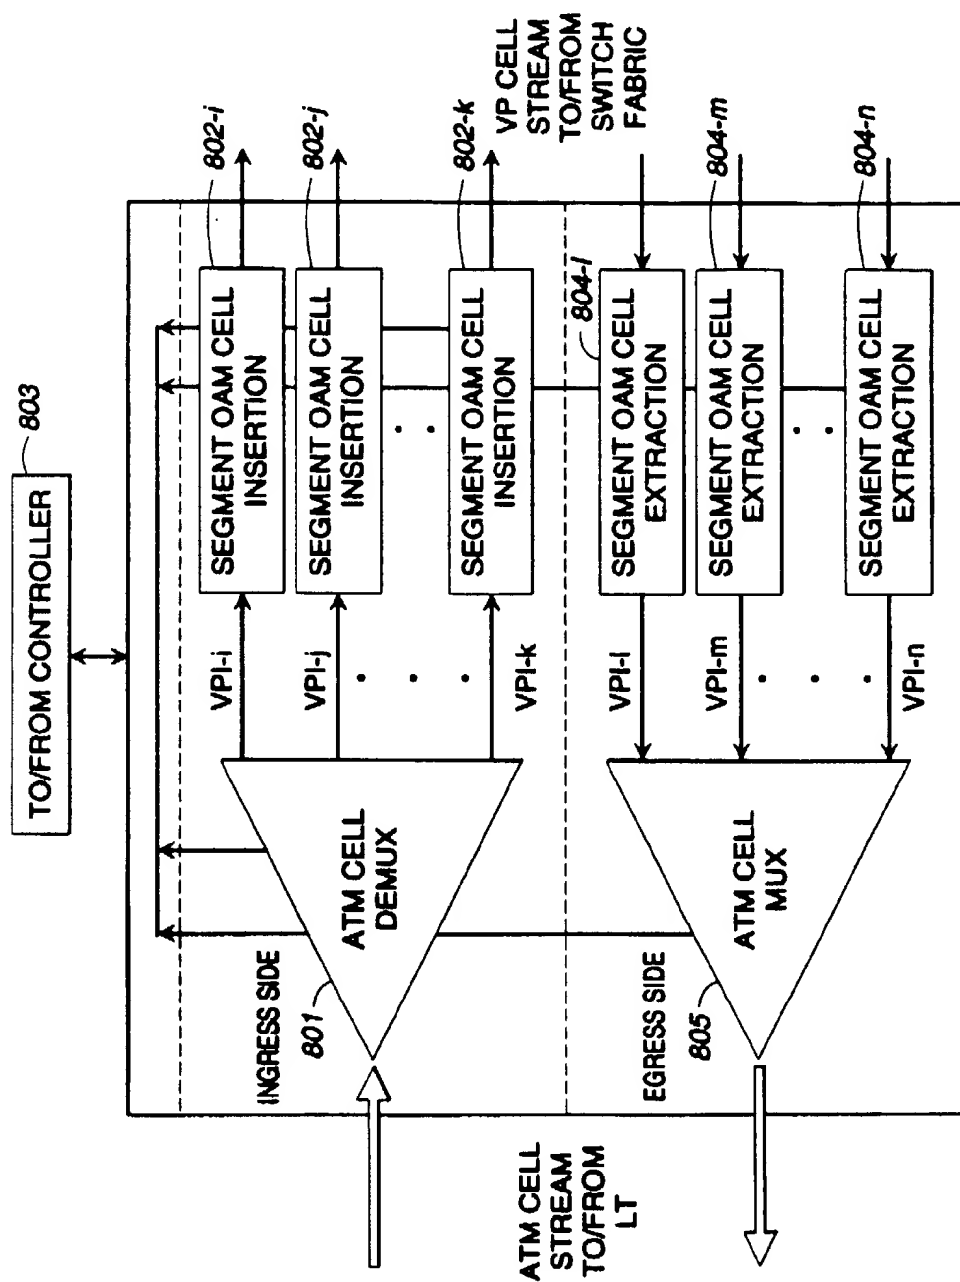 TO/FROM CONTROLLER
803
INGRESS SIDE
801
ATM CELL
DEMUX
VPI-i
VPI-j
VPI-k
SEGMENT OAM CELL
INSERTION
802-i
SEGMENT OAM CELL
INSERTION
802-j
SEGMENT OAM CELL
INSERTION
802-k
ATM CELL
STREAM
TO/FROM
LT
VP CELL
STREAM
TO/FROM
SWITCH
FABRIC
EGRESS SIDE
805
ATM CELL
MUX
VPI-l
VPI-m
VPI-n
SEGMENT OAM CELL
EXTRACTION
804-l
SEGMENT OAM CELL
EXTRACTION
804-m
SEGMENT OAM CELL
EXTRACTION
804-n